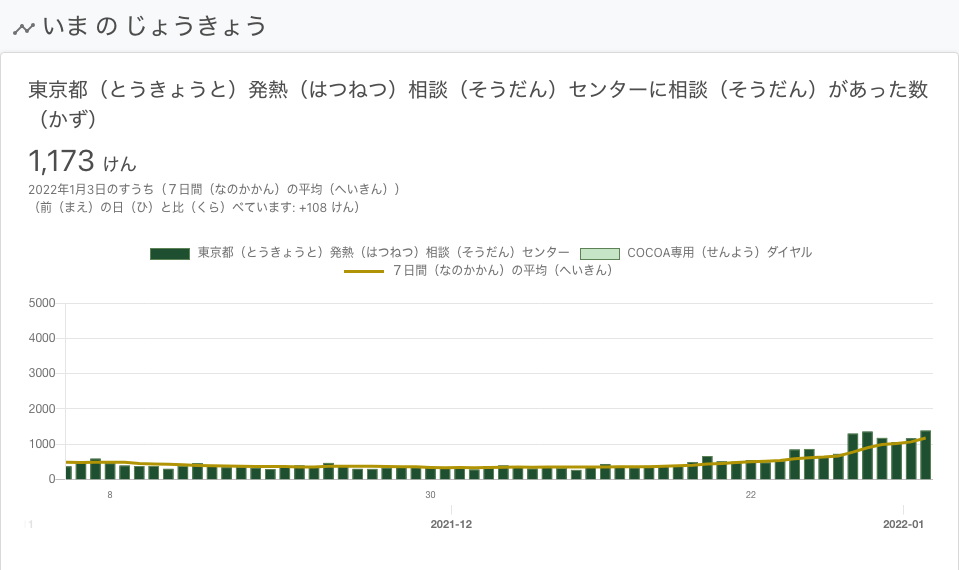 いま の じょうきょう
東京都（とうきょうと）発熱（はつねつ）相談（そうだん）センターに相談（そうだん）があった数
（かず）
1,173 けん
2022年1月3日のすうち（７日間（なのかかん）の平均（へいきん））
（前（まえ）の日（ひ）と比（くら）べています: +108 けん）
東京都（とうきょうと）発熱（はつねつ）相談（そうだん）センター COCOA専用（せんよう）ダイヤル
７日間（なのかかん）の平均（へいきん）
5000
4000
3000
2000
1000
0
8 30 22
1 2021-12 2022-01